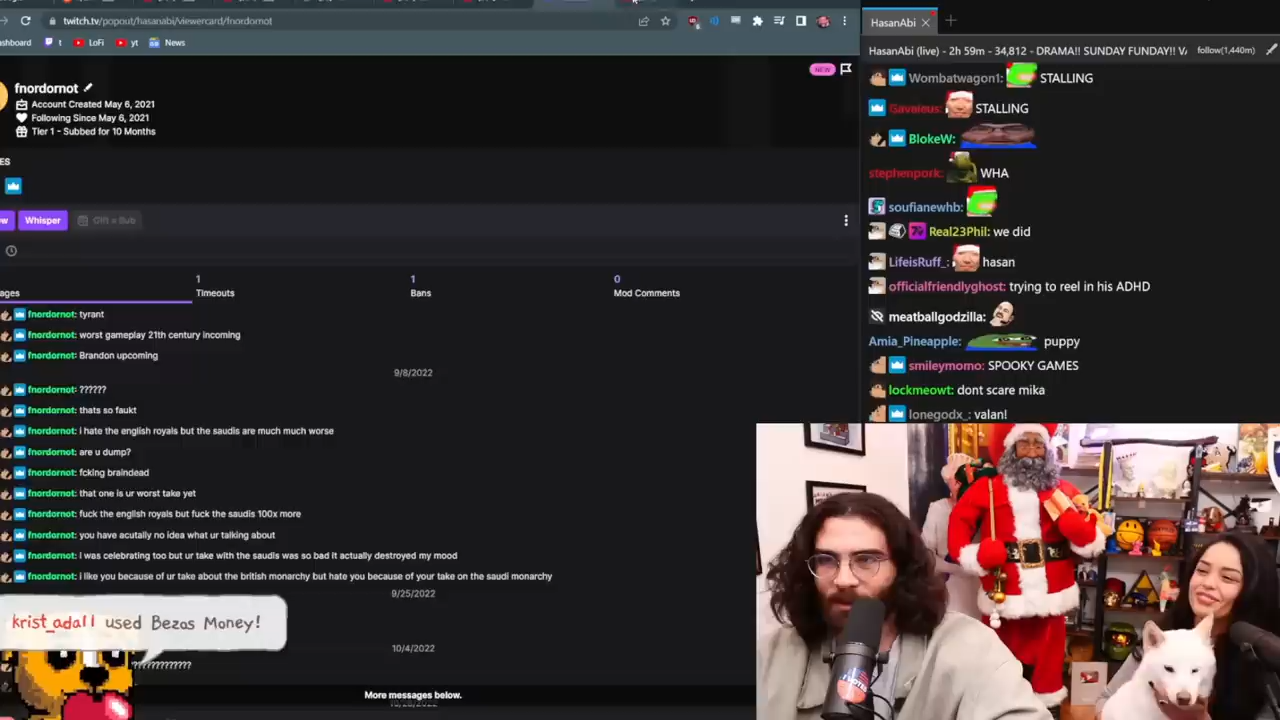 twitch.tv/popout/hasanabi/viewercard/fnordornot
shboard
t
LoFi
yt
News
fnordornot
Account Created May 6, 2021
Following Since May 6, 2021
Tier 1 - Subbed for 10 Months
NEW
ES
Whisper
Gift a Sub
ages
1
Timeouts
1
Bans
0
Mod Comments
fnordornot: tyrant
fnordornot: worst gameplay 21th century incoming
fnordornot: Brandon upcoming
9/8/2022
fnordornot: ??????
fnordornot: thats so faukt
fnordornot: i hate the english royals but the saudis are much much worse
fnordornot: are u dump?
fnordornot: fcking braindead
fnordornot: that one is ur worst take yet
fnordornot: fuck the english royals but fuck the saudis 100x more
fnordornot: you have acutally no idea what ur talking about
fnordornot: i was celebrating too but ur take with the saudis was so bad it actually destroyed my mood
fnordornot: i like you because of ur take about the british monarchy but hate you because of your take on the saudi monarchy
9/25/2022
krist_adall used Bezos Money!
10/4/2022
?????????????
More messages below.
HasanAbi
HasanAbi (live) - 2h 59m - 34,812 - DRAMA!! SUNDAY FUNDAY!! VA
follow(1,440m)
Wombatwagon1: STALLING
Gavaieus: STALLING
BlokeW:
stephenpork: WHA
soufianewhb:
Real23Phil: we did
LifeisRuff_: hasan
officialfriendlyghost: trying to reel in his ADHD
meatballgodzilla:
Amia_Pineapple: puppy
smileymomo: SPOOKY GAMES
lockmeowt: dont scare mika
lonegodx_: valan!
I VOTED